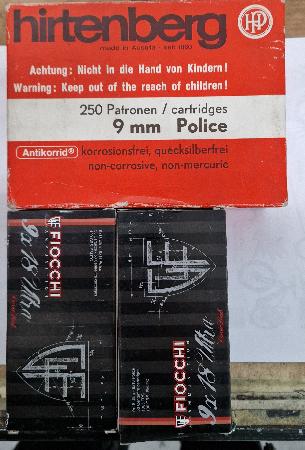 hirtenberg
HP
made in Austria - seit 1860
Achtung: Nicht in die Hand von Kindern!
Warning: Keep out of the reach of children!
250 Patronen / cartridges
9 mm Police
Antikorrid® korrosionsfrei, quecksilberfrei
non-corrosive, non-mercuric
FIOCCHI
9x18 Ultra
FIOCCHI
9x18 Ultra